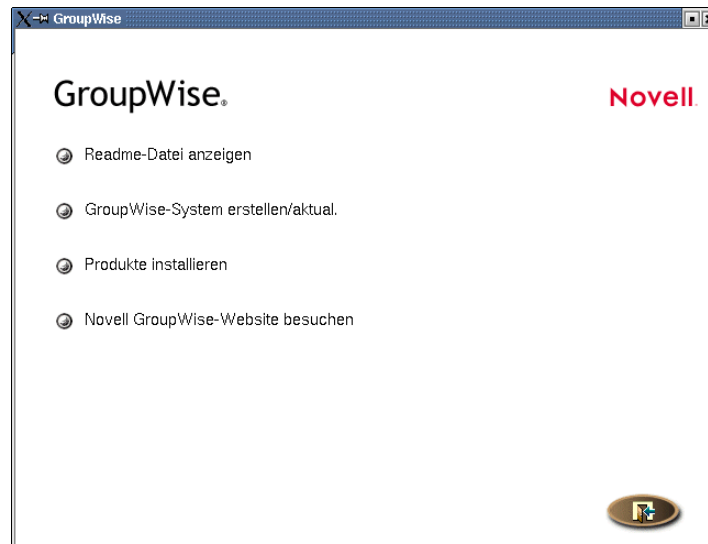 GroupWise
GroupWise®
Novell.
Readme-Datei anzeigen
GroupWise-System erstellen/aktual.
Produkte installieren
Novell GroupWise-Website besuchen